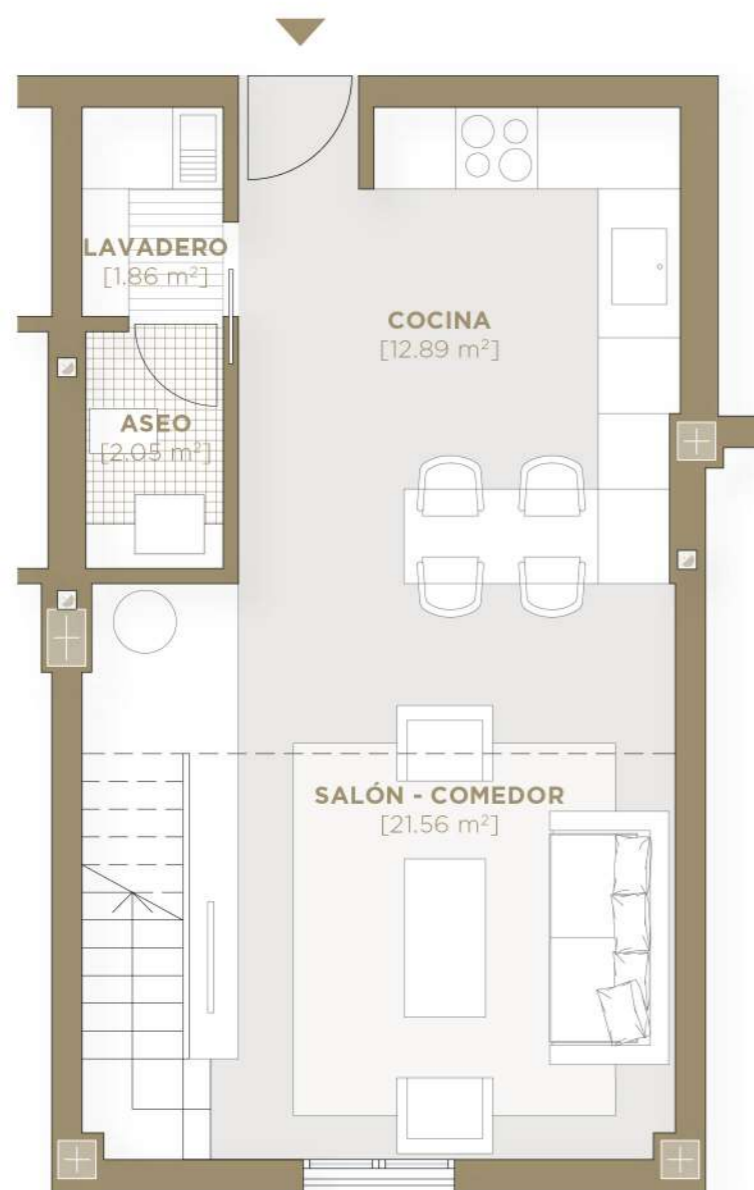 LAVADERO
[1.86 m²]
COCINA
[12.89 m²]
ASEO
[2.05 m²]
SALÓN - COMEDOR
[21.56 m²]